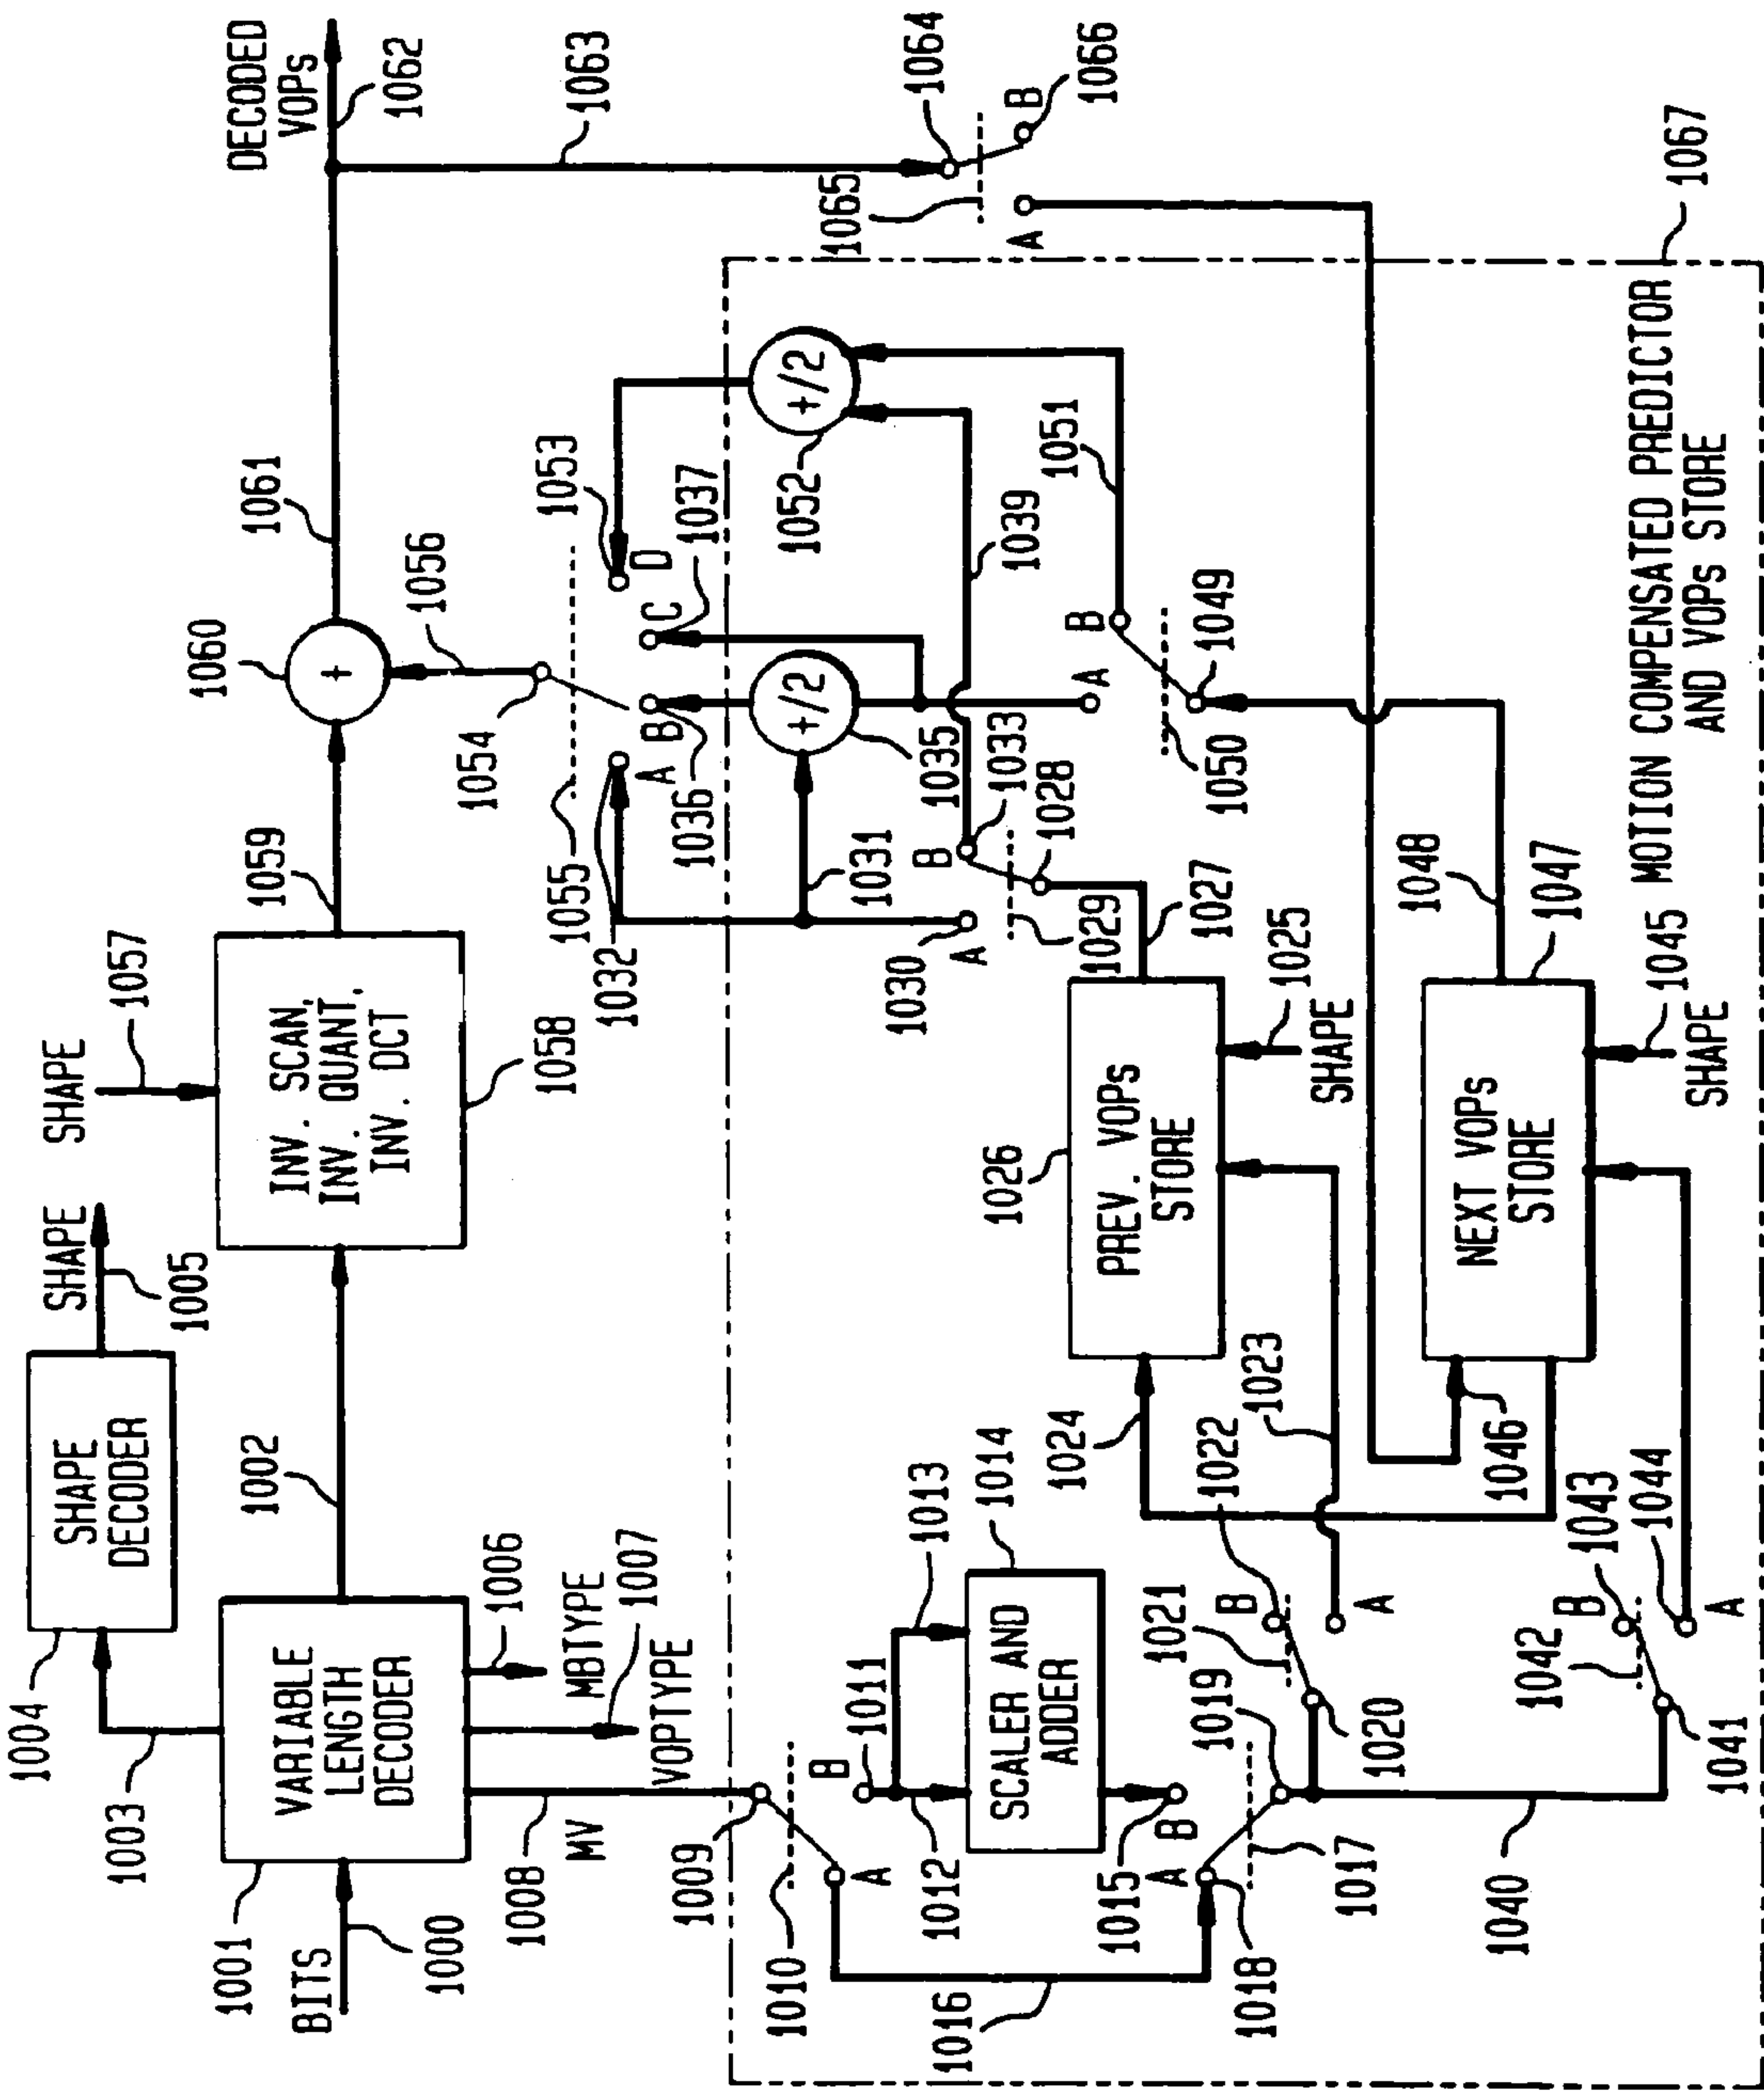 BITS
1000
1001
VARIABLE
LENGTH
DECODER
1003
1004
SHAPE
DECODER
SHAPE
1005
1002
1006
MBTYPE
1007
VOPTYPE
1008
MV
SHAPE
1057
INV. SCAN,
INV. QUANT,
INV. DCT
1058
1059
1060
+
1061
1056
1054
1055
DECODED
VOPs
1062
1063
1064
1065
1066
B
A
1067
1009
1010
A
B
1011
1012
1013
1014
SCALER AND
ADDER
1015
B
A
1016
1017
1018
1019
1020
1021
B
1022
A
1023
1024
1040
1041
1042
B
1043
1044
A
1026
PREV. VOPs
STORE
1025
SHAPE
1027
1028
1029
1030
A
B
1033
1031
1032
A
B
1036
C
1037
D
1053
+/2
1035
1039
+/2
1052
1051
B
A
1049
1050
1046
NEXT VOPs
STORE
1045
SHAPE
1047
1048
MOTION COMPENSATED PREDICTOR
AND VOPs STORE